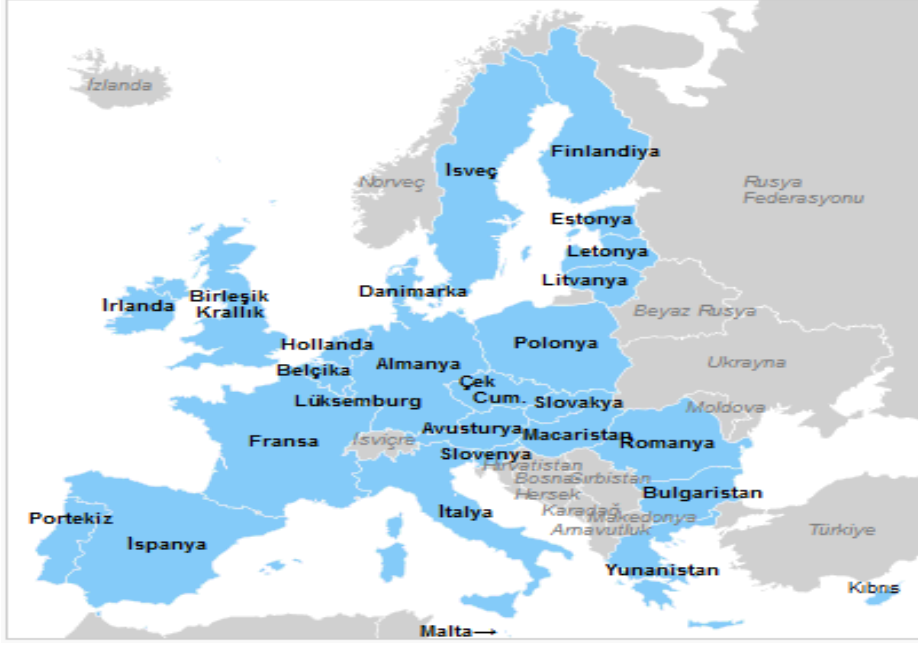 İzlanda
Finlandiya
İsveç
Norveç
Rusya
Federasyonu
Estonya
Letonya
Litvanya
Danimarka
İrlanda
Birleşik
Krallık
Beyaz Rusya
Hollanda
Polonya
Almanya
Ukrayna
Belçika
Çek
Cum.
Lüksemburg
Slovakya
Moldova
Avusturya
Macaristan
Fransa
İsviçre
Romanya
Slovenya
Hırvatistan
Bosna
Hersek
Sırbistan
Bulgaristan
Karadağ
Makedonya
Arnavutluk
Portekiz
İspanya
İtalya
Türkiye
Yunanistan
Kıbrıs
Malta→